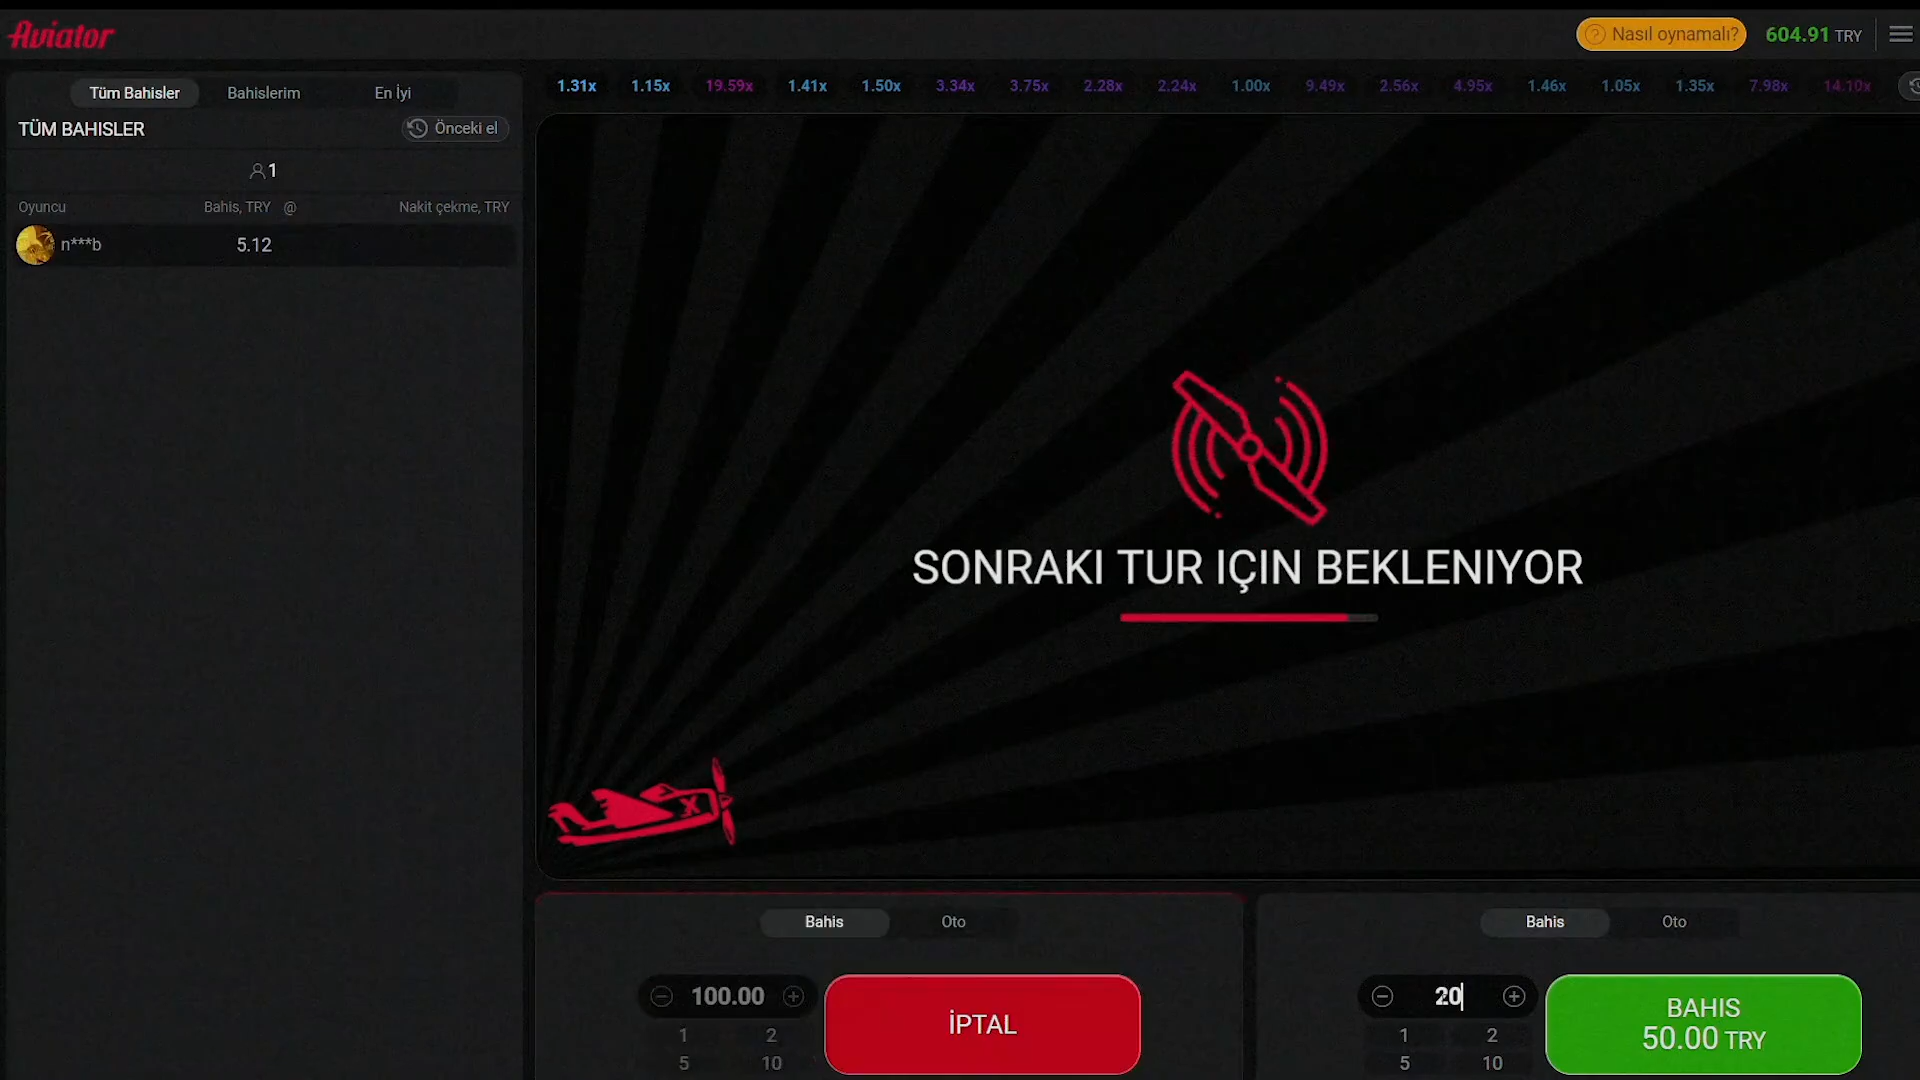 Aviator
Nasıl oynamalı?
604.91 TRY
Tüm Bahisler Bahislerim En İyi
1.31x 1.15x 19.59x 1.41x 1.50x 3.34x 3.75x 2.28x 2.24x 1.00x 9.49x 2.56x 4.95x 1.46x 1.05x 1.35x 7.98x 14.10x
TÜM BAHISLER
Önceki el
1
Oyuncu Bahis, TRY @ Nakit çekme, TRY
n***b 5.12
SONRAKI TUR IÇIN BEKLENIYOR
Bahis Oto
100.00
1 2
5 10
İPTAL
Bahis Oto
20
1 2
5 10
BAHIS
50.00 TRY